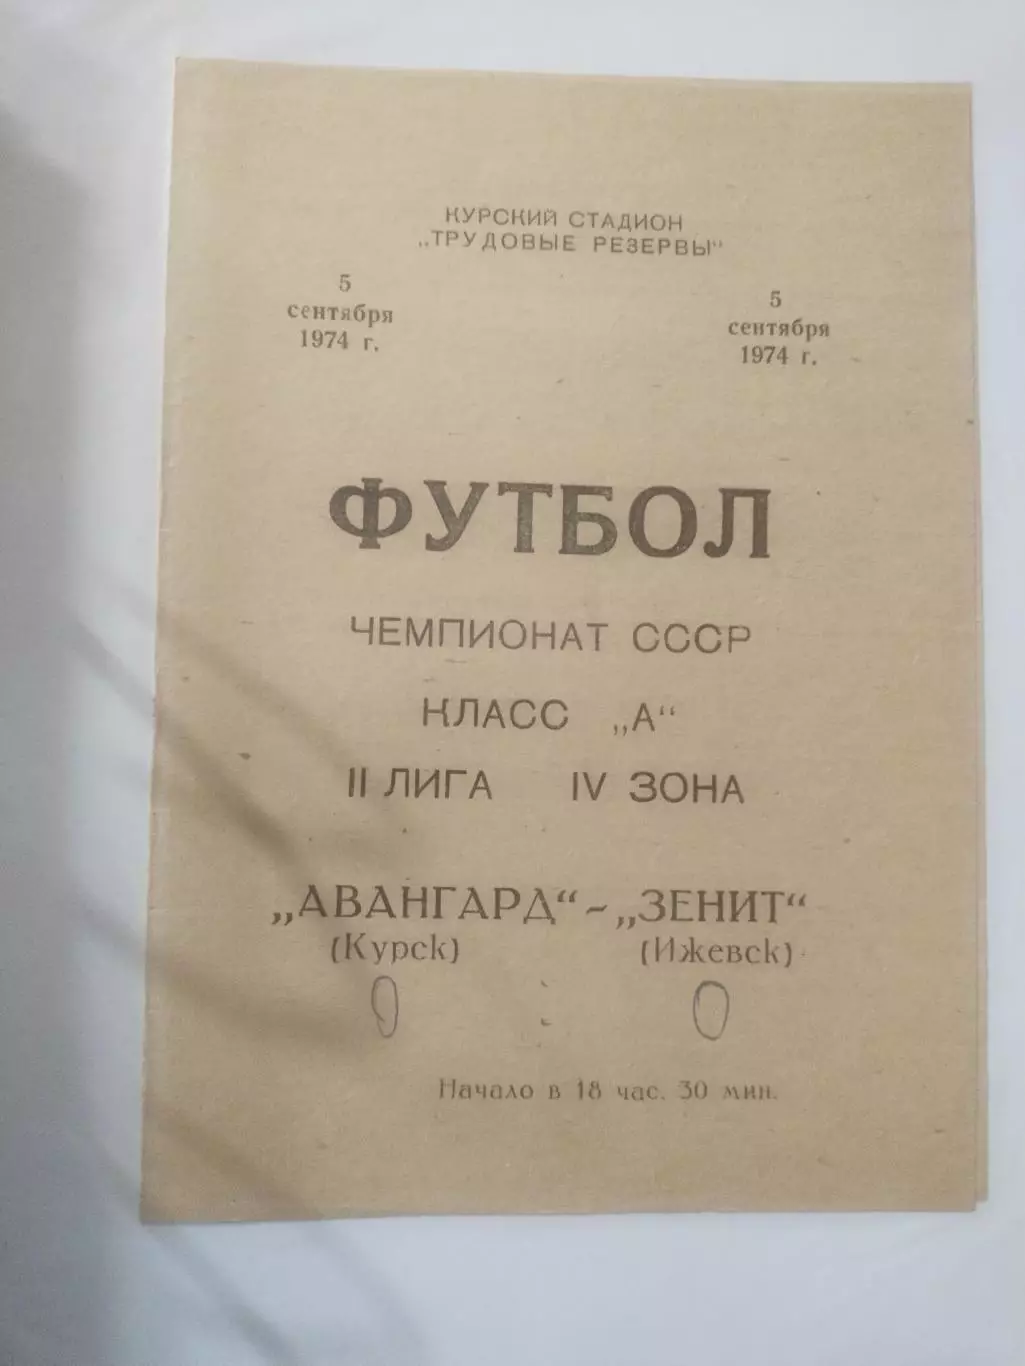 КУРСКИЙ СТАДИОН
„ТРУДОВЫЕ РЕЗЕРВЫ“
5
сентября
1974 г.
5
сентября
1974 г.
ФУТБОЛ
ЧЕМПИОНАТ СССР
КЛАСС „А“
II ЛИГА IV ЗОНА
„АВАНГАРД“ - „ЗЕНИТ“
(Курск) (Ижевск)
0 : 0
Начало в 18 час. 30 мин.